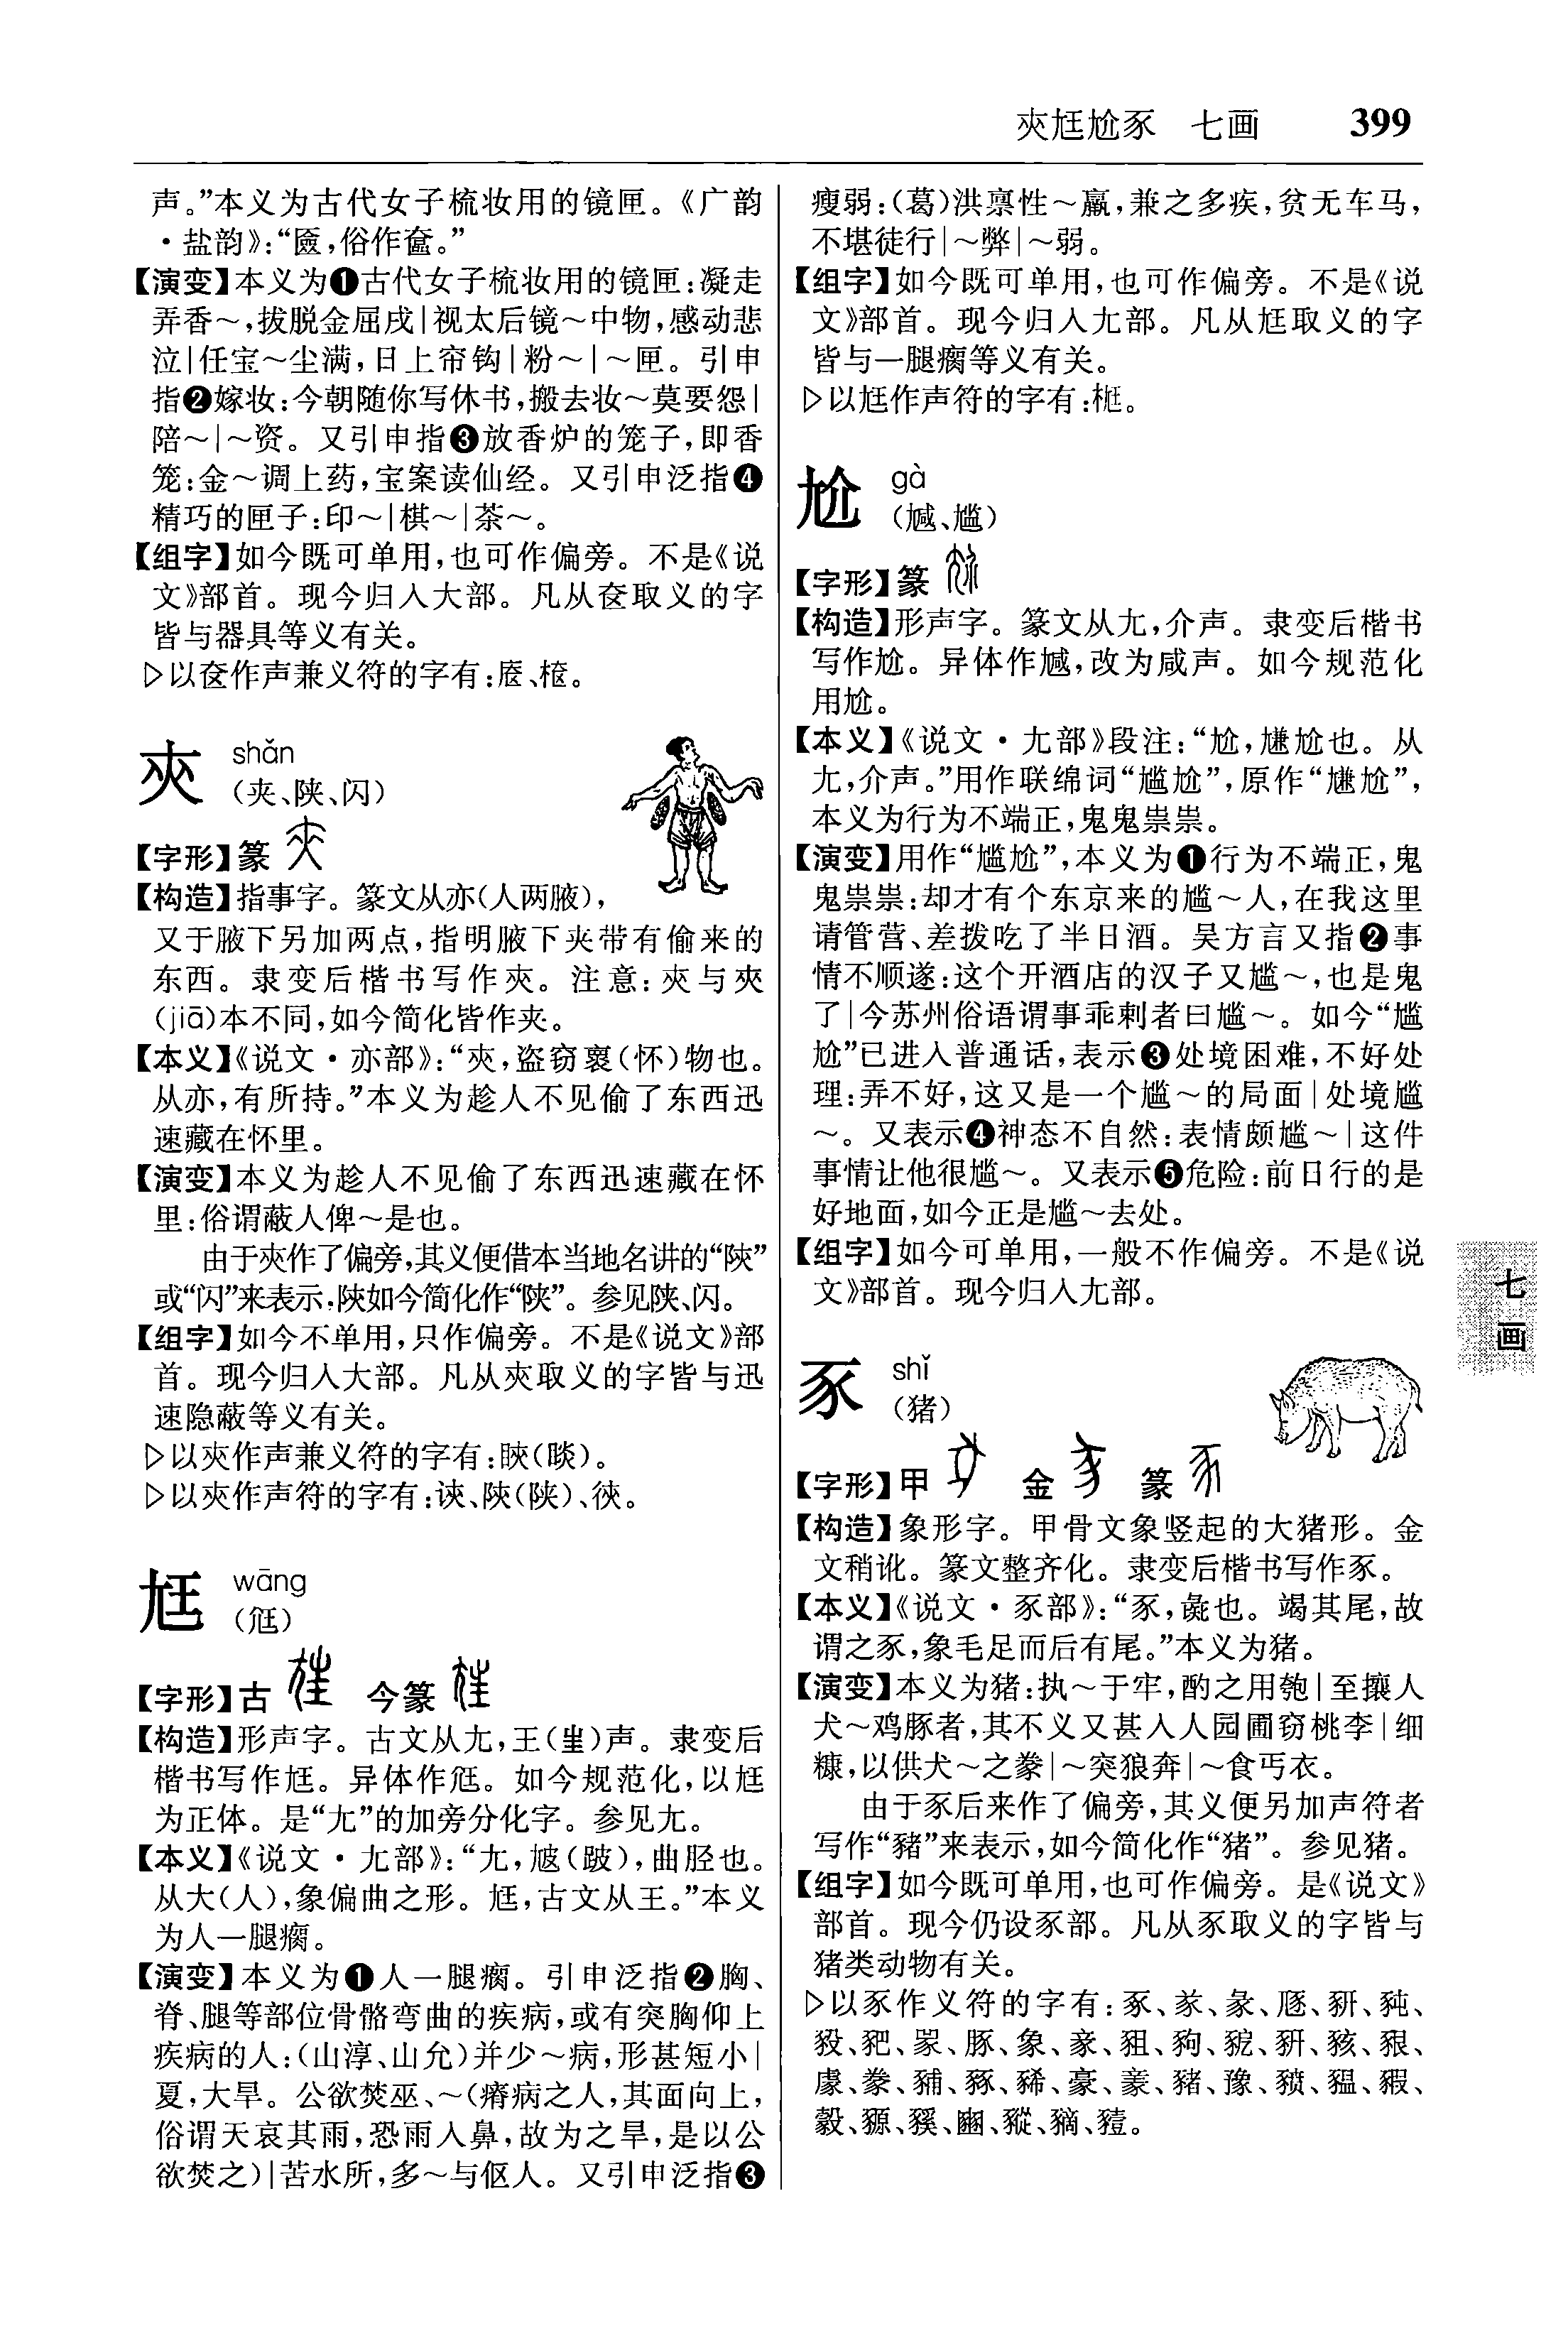 夾尪尬豕　七画　399
声。”本义为古代女子梳妆用的镜匣。《广韵
·盐韵》：“匳，俗作奩。”
【演变】本义为❶古代女子梳妆用的镜匣：凝走
弄香～，拔脱金屈戌|视太后镜～中物，感动悲
泣|任宝～尘满，日上帘钩|粉～|～匣。引申
指❷嫁妆：今朝随你写休书，搬去妆～莫要怨|
陪～|～资。又引申指❸放香炉的笼子，即香
笼：金～调上药，宝案读仙经。又引申泛指❹
精巧的匣子：印～|棋～|茶～。
【组字】如今既可单用，也可作偏旁。不是《说
文》部首。现今归入大部。凡从奁取义的字
皆与器具等义有关。
▷以奁作声兼义符的字有：
夾 shǎn
（夹、陕、闪）
【字形】篆
【构造】指事字。篆文从亦（人两腋），
又于腋下另加两点，指明腋下夹带有偷来的
东西。隶变后楷书写作夾。注意：夾与夾
（jiā）本不同，如今简化皆作夹。
【本义】《说文·亦部》：“夾，盗窃褱（怀）物也。
从亦，有所持。”本义为趁人不见偷了东西迅
速藏在怀里。
【演变】本义为趁人不见偷了东西迅速藏在怀
里：俗谓蔽人俾～是也。
由于夾作了偏旁，其义便借本当地名讲的“陝”
或“闪”来表示，陝如今简化作“陕”。参见陕、闪。
【组字】如今不单用，只作偏旁。不是《说文》部
首。现今归入大部。凡从夾取义的字皆与迅
速隐蔽等义有关。
▷以夾作声兼义符的字有：睒（睒）。
▷以夾作声符的字有：陝（陕）、
尪 wāng
（尫）
【字形】古　今篆
【构造】形声字。古文从尢，王（㞷）声。隶变后
楷书写作尪。异体作尫。如今规范化，以尪
为正体。是“尢”的加旁分化字。参见尢。
【本义】《说文·尢部》：“尢，尳（跛），曲胫也。
从大（人），象偏曲之形。尪，古文从王。”本义
为人一腿瘸。
【演变】本义为❶人一腿瘸。引申泛指❷胸、
脊、腿等部位骨骼弯曲的疾病，或有突胸仰上
疾病的人：（山淳、山允）并少～病，形甚短小|
夏，大旱。公欲焚巫、～（瘠病之人，其面向上，
俗谓天哀其雨，恐雨入鼻，故为之旱，是以公
欲焚之）|苦水所，多～与伛人。又引申泛指❸
瘦弱：（葛）洪禀性～羸，兼之多疾，贫无车马，
不堪徒行|～弊|～弱。
【组字】如今既可单用，也可作偏旁。不是《说
文》部首。现今归入尢部。凡从尪取义的字
皆与一腿瘸等义有关。
▷以尪作声符的字有：
尬 gà
（尴）
【字形】篆
【构造】形声字。篆文从尢，介声。隶变后楷书
写作尬。异体作尲，改为咸声。如今规范化
用尬。
【本义】《说文·尢部》段注：“尬，尲尬也。从
尢，介声。”用作联绵词“尴尬”，原作“尲尬”，
本义为行为不端正，鬼鬼祟祟。
【演变】用作“尴尬”，本义为❶行为不端正，鬼
鬼祟祟：却才有个东京来的尴～人，在我这里
请管营、差拨吃了半日酒。吴方言又指❷事
情不顺遂：这个开酒店的汉子又尴～，也是鬼
了|今苏州俗语谓事乖剌者曰尴～。如今“尴
尬”已进入普通话，表示❸处境困难，不好处
理：弄不好，这又是一个尴～的局面|处境尴
～。又表示❹神态不自然：表情颇尴～|这件
事情让他很尴～。又表示❺危险：前日行的是
好地面，如今正是尴～去处。
【组字】如今可单用，一般不作偏旁。不是《说
文》部首。现今归入尢部。
豕 shǐ
（猪）
【字形】甲　金　篆
【构造】象形字。甲骨文象竖起的大猪形。金
文稍讹。篆文整齐化。隶变后楷书写作豕。
【本义】《说文·豕部》：“豕，彘也。竭其尾，故
谓之豕，象毛足而后有尾。”本义为猪。
【演变】本义为猪：执～于牢，酌之用匏|至攘人
犬～鸡豚者，其不义又甚入人园圃窃桃李|细
糠，以供犬～之豢|～突狼奔|～食丐衣。
由于豕后来作了偏旁，其义便另加声符者
写作“豬”来表示，如今简化作“猪”。参见猪。
【组字】如今既可单用，也可作偏旁。是《说文》
部首。现今仍设豕部。凡从豕取义的字皆与
猪类动物有关。
▷以豕作义符的字有：豖、㒸、彖、豗、豜、豘、
豛、豝、冡、豚、象、豙、豠、豞、豟、豣、豥、豤、
豦、豢、豧、豩、豨、豪、豪、豬、豫、豮、豱、豭、
毅、豲、豯、豳、豵、豴、豷。
七
画